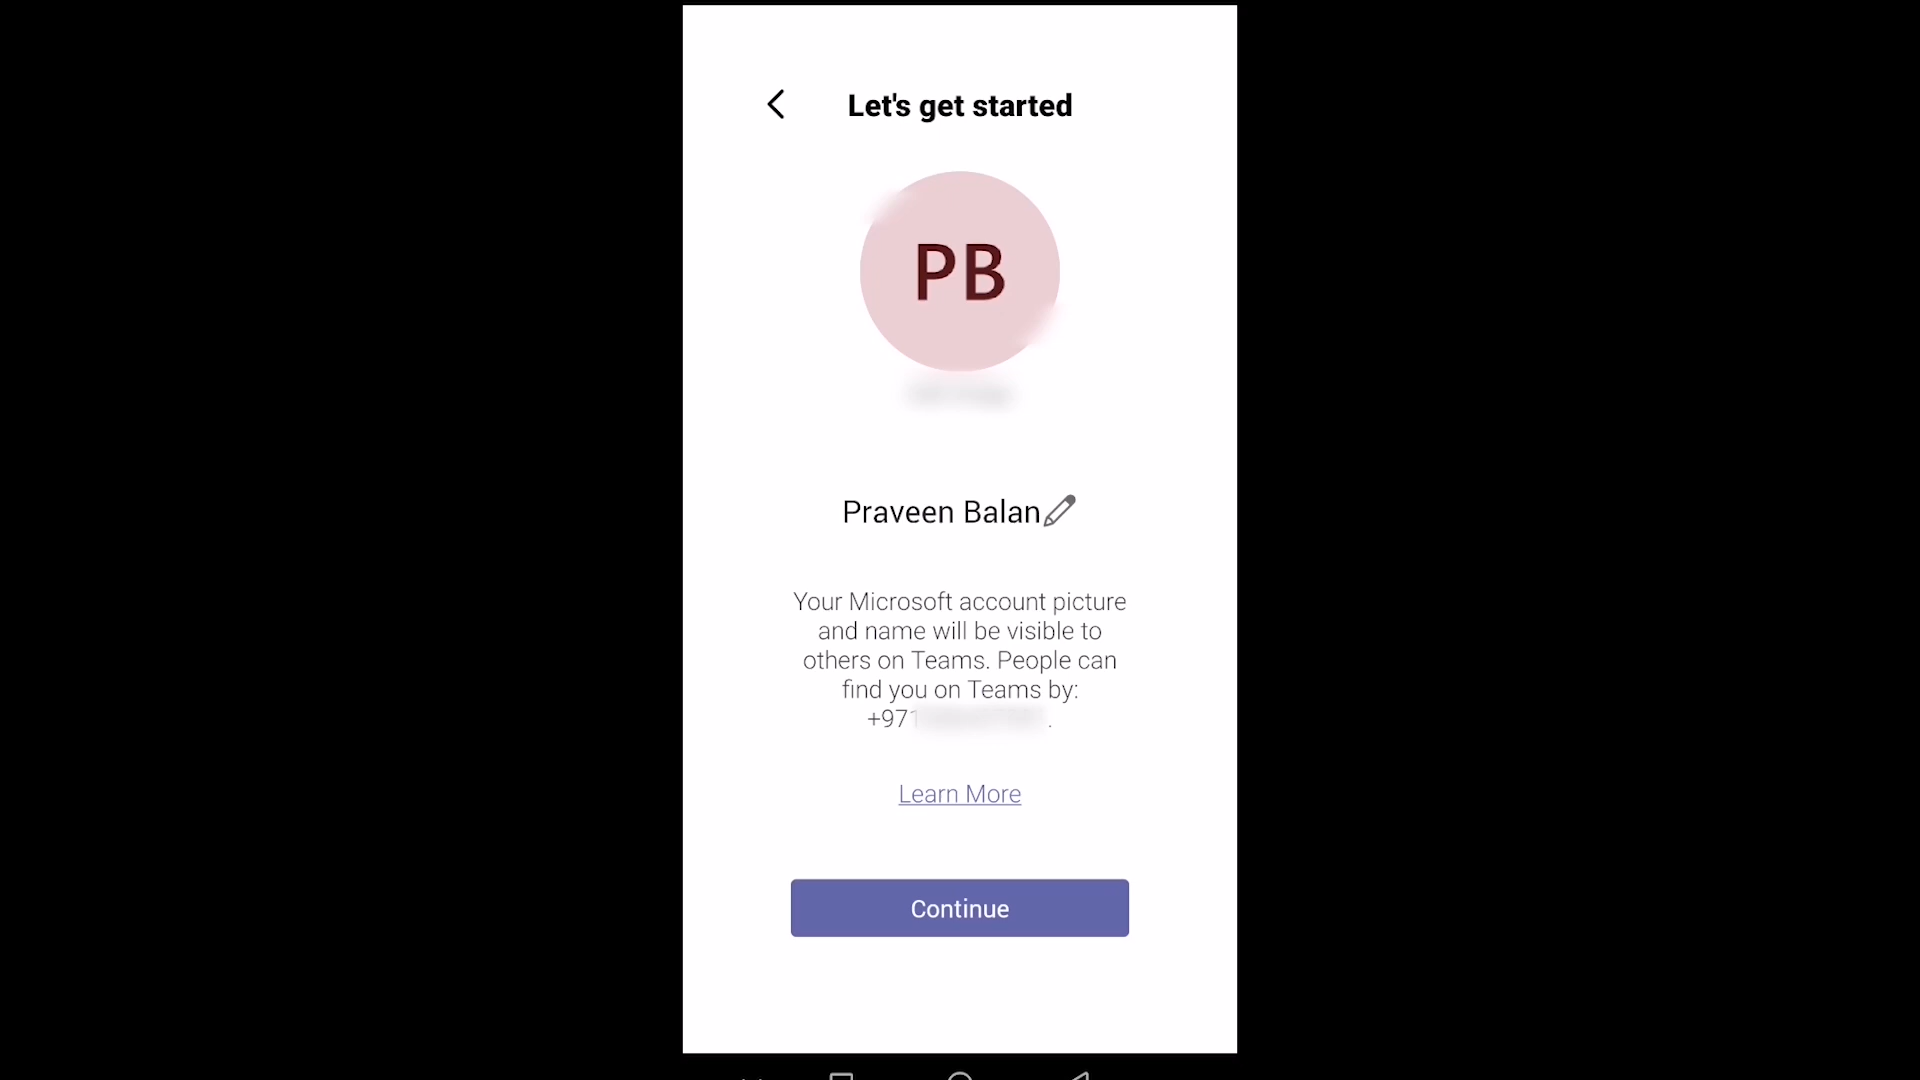 Let's get started
PB
Praveen Balan
Your Microsoft account picture
and name will be visible to
others on Teams. People can
find you on Teams by:
+971 .
Learn More
Continue